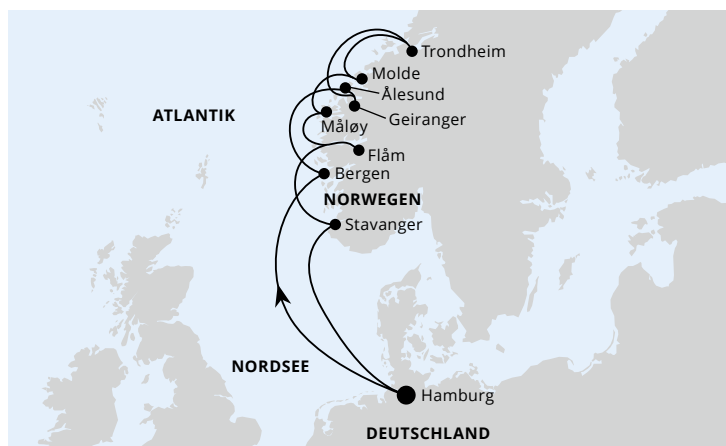 Trondheim
Molde
Ålesund
ATLANTIK
Geiranger
Måløy
Flåm
Bergen
NORWEGEN
Stavanger
NORDSEE
Hamburg
DEUTSCHLAND